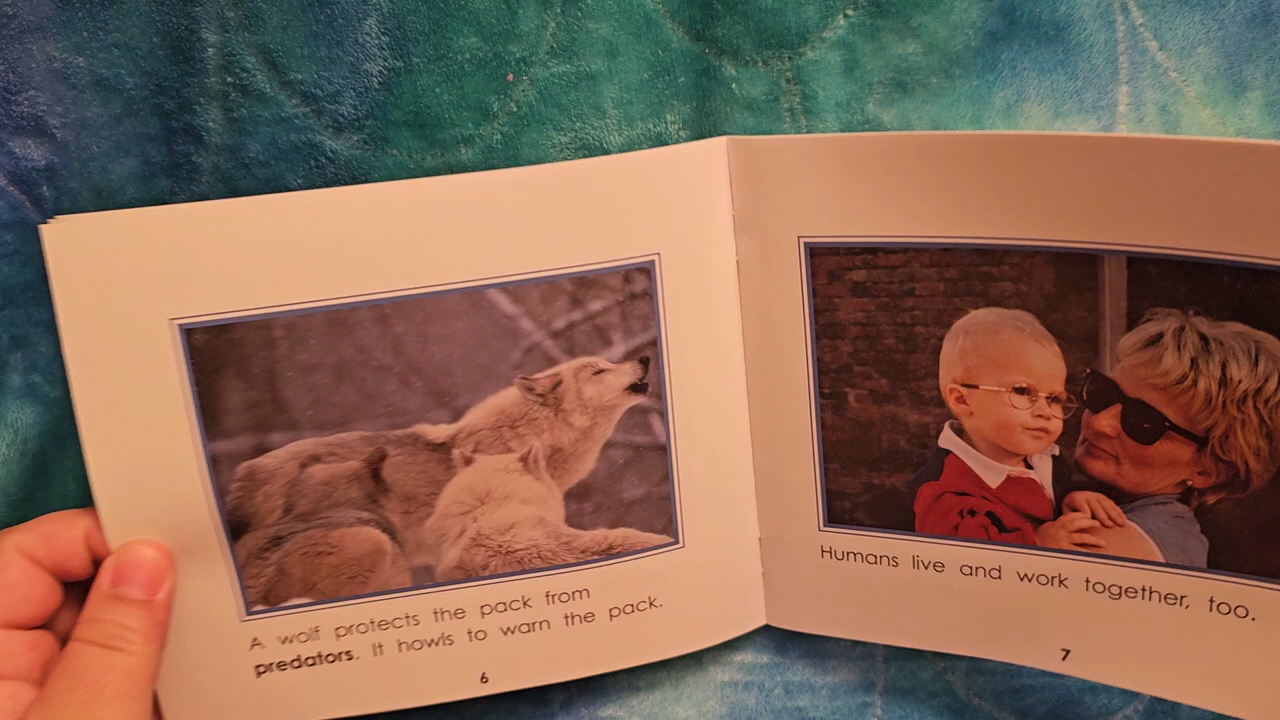 A wolf protects the pack from
predators. It howls to warn the pack.
6
Humans live and work together, too.
7